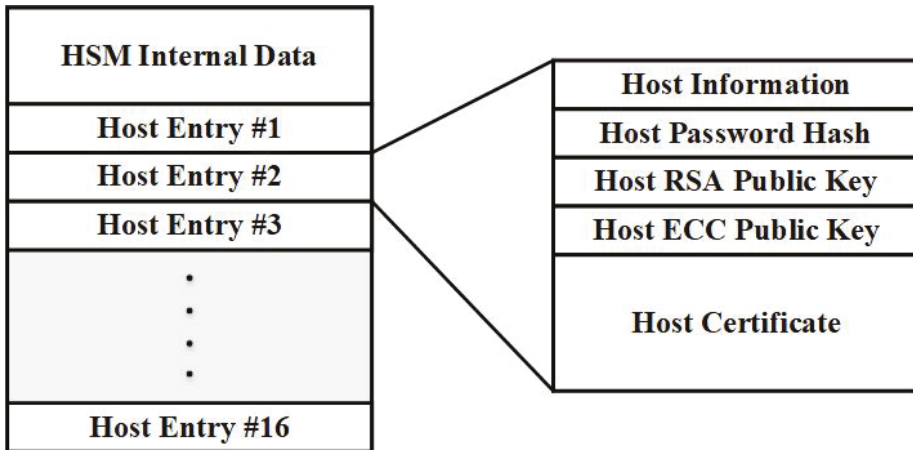 HSM Internal Data
Host Entry #1
Host Entry #2
Host Entry #3
Host Entry #16
Host Information
Host Password Hash
Host RSA Public Key
Host ECC Public Key
Host Certificate